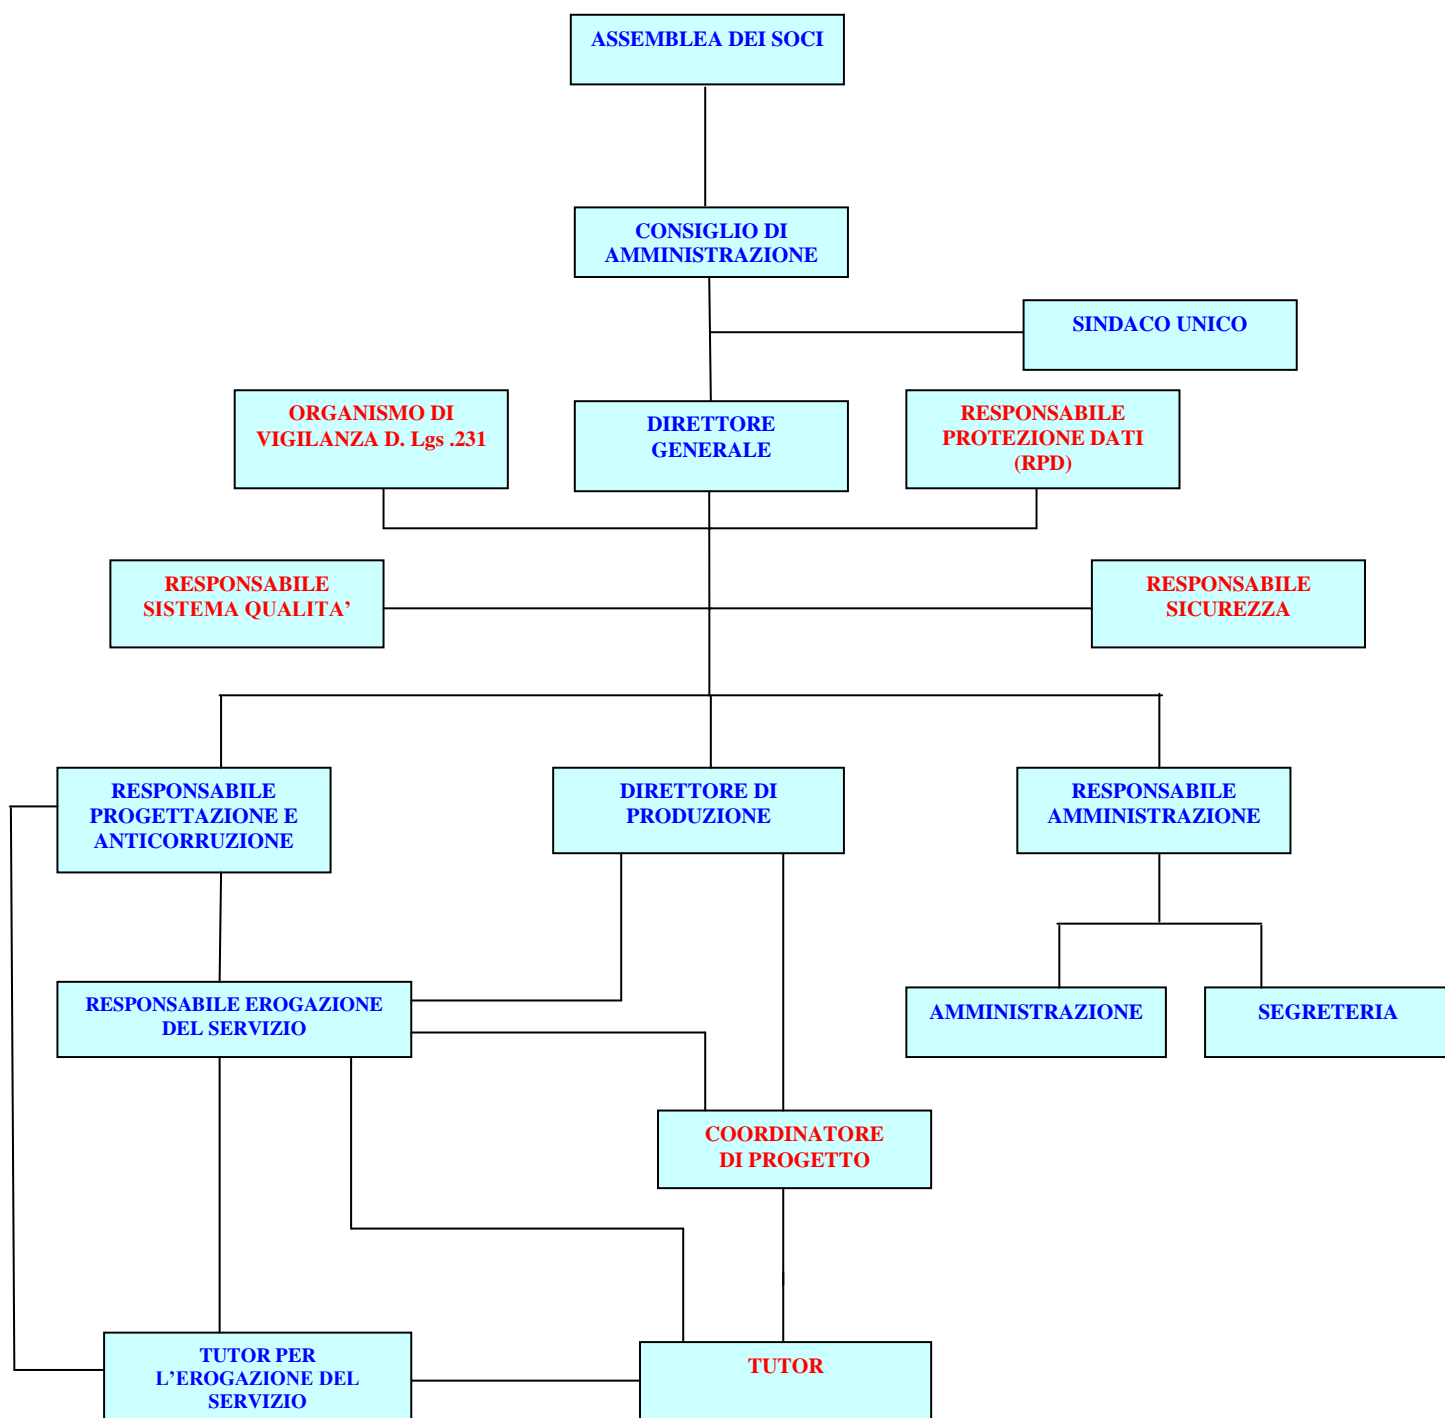 ASSEMBLEA DEI SOCI
CONSIGLIO DI
AMMINISTRAZIONE
SINDACO UNICO
ORGANISMO DI
VIGILANZA D. Lgs .231
DIRETTORE
GENERALE
RESPONSABILE
PROTEZIONE DATI
(RPD)
RESPONSABILE
SISTEMA QUALITA’
RESPONSABILE
SICUREZZA
RESPONSABILE
PROGETTAZIONE E
ANTICORRUZIONE
DIRETTORE DI
PRODUZIONE
RESPONSABILE
AMMINISTRAZIONE
RESPONSABILE EROGAZIONE
DEL SERVIZIO
AMMINISTRAZIONE
SEGRETERIA
COORDINATORE
DI PROGETTO
TUTOR PER
L’EROGAZIONE DEL
SERVIZIO
TUTOR